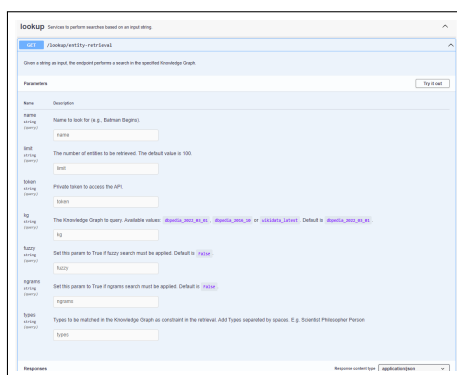 lookup Services to perform searches based on an input string
GET /lookup/entity-retrieval
Given a string as input, the endpoint performs a search in the specified Knowledge Graph.
Parameters Try it out
Name Description
name Name to look for (e.g., Batman Begins).
string
(query)
name
limit The number of entities to be retrieved. The default value is 100.
string
(query)
limit
token Private token to access the API.
string
(query)
token
kg The Knowledge Graph to query. Available values: dbpedia_2022_03_01, dbpedia_2016_10 or wikidata_latest. Default is dbpedia_2022_03_01.
string
(query)
kg
fuzzy Set this param to True if fuzzy search must be applied. Default is False
string
(query)
fuzzy
ngrams Set this param to True if ngrams search must be applied. Default is False
string
(query)
ngrams
types Types to be matched in the Knowledge Graph as constraint in the retrieval. Add Types separeted by spaces. E.g. Scientist Philosopher Person
string
(query)
types
Responses Response content type application/json